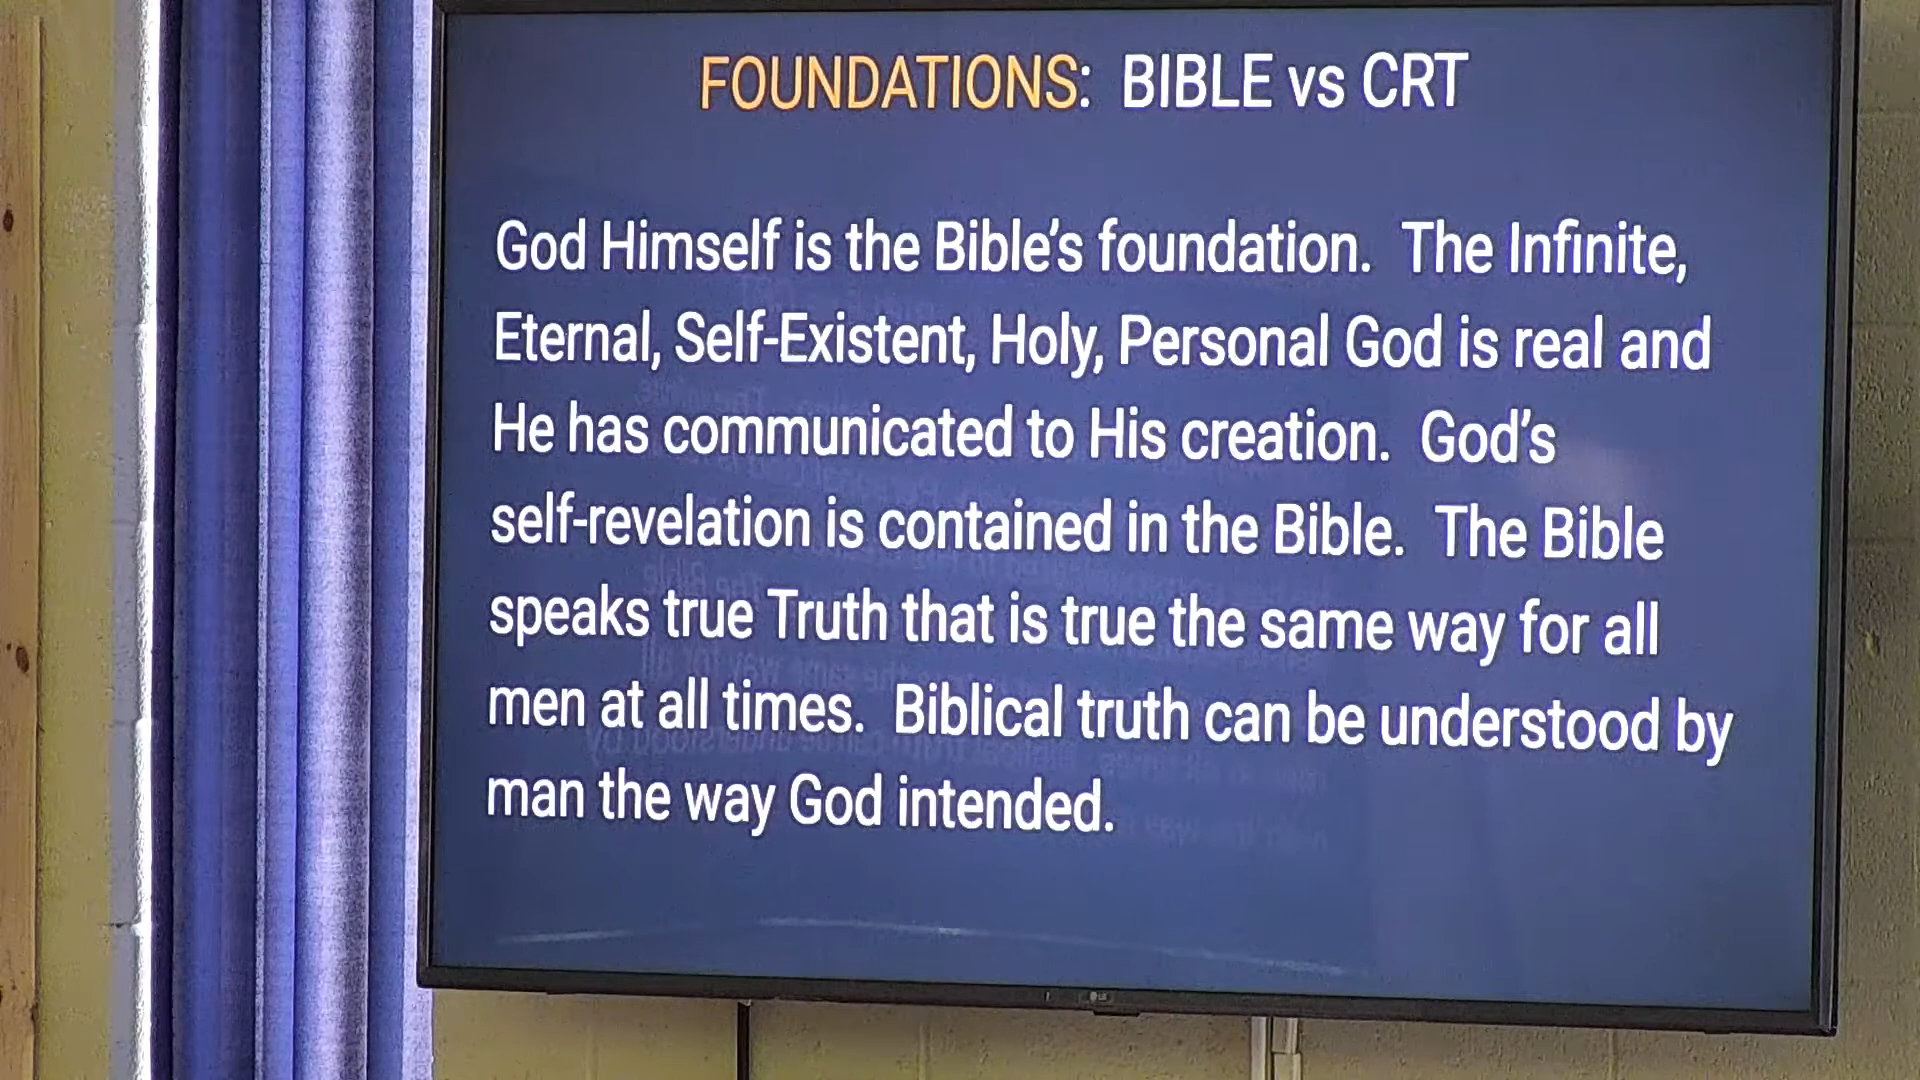 FOUNDATIONS: BIBLE vs CRT
God Himself is the Bible's foundation. The Infinite,
Eternal, Self-Existent, Holy, Personal God is real and
He has communicated to His creation. God's
self-revelation is contained in the Bible. The Bible
speaks true Truth that is true the same way for all
men at all times. Biblical truth can be understood by
man the way God intended.
LG